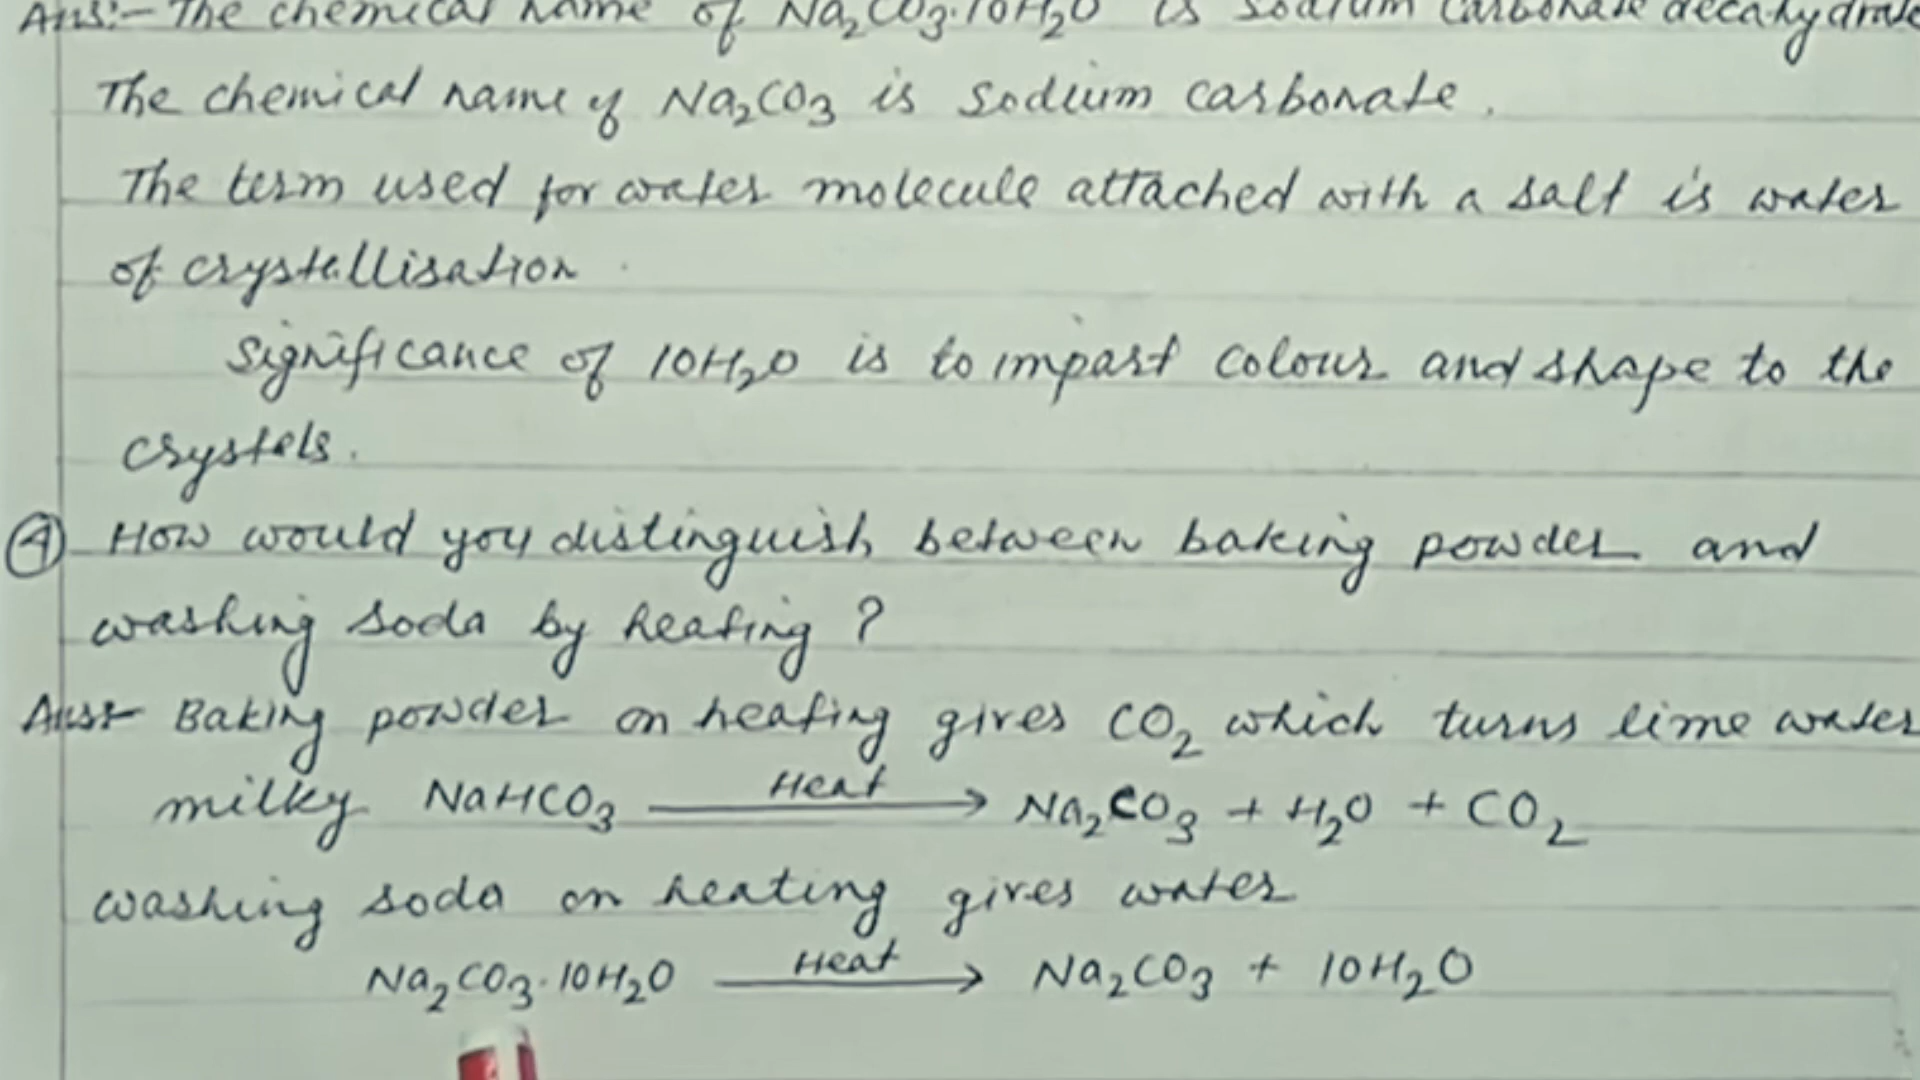 Ans:- The chemical name of Na₂CO₃.10H₂O is sodium carbonate decahydrate
The chemical name of Na₂CO₃ is sodium carbonate.
The term used for water molecule attached with a salt is water
of crystallisation.
Significance of 10H₂O is to impart colour and shape to the
crystels.
4 How would you distinguish between baking powder and
washing soda by heating?
Ans:- Baking powder on heating gives CO₂ which turns lime water
milky NaHCO₃ —Heat→ Na₂CO₃ + H₂O + CO₂
washing soda on heating gives water
Na₂CO₃.10H₂O —Heat→ Na₂CO₃ + 10H₂O